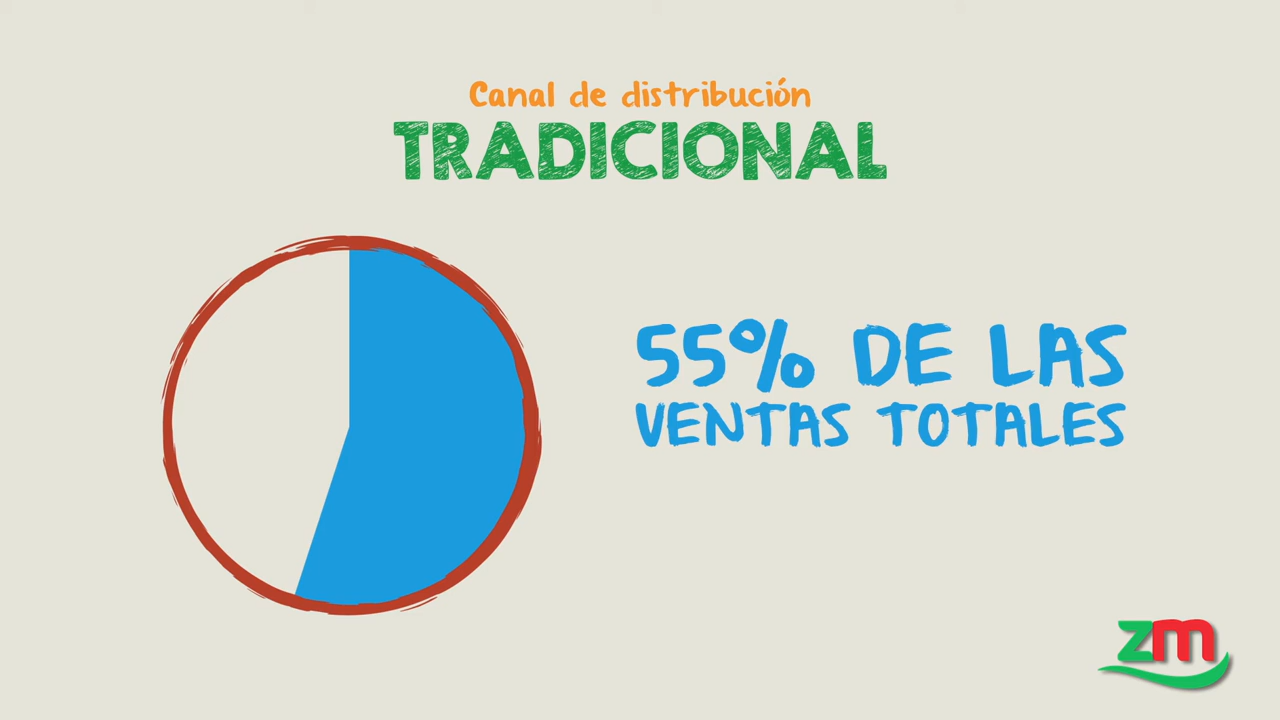 Canal de distribución
TRADICIONAL
55% DE LAS
VENTAS TOTALES
zm